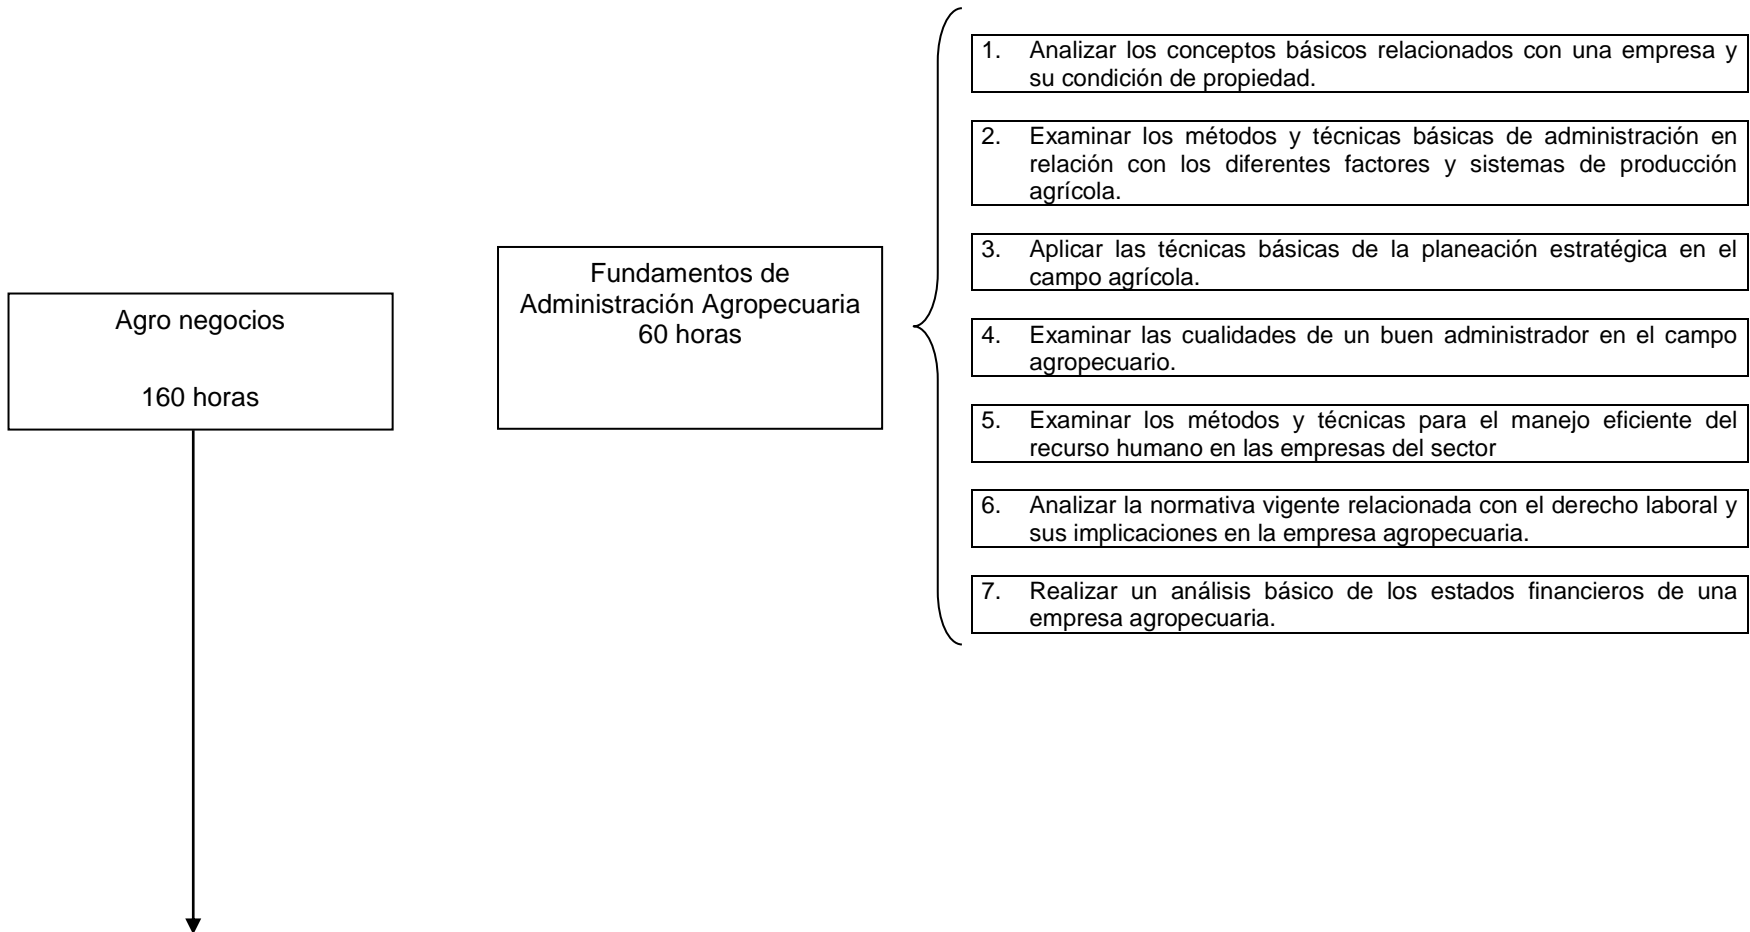 Agro negocios
160 horas
Fundamentos de
Administración Agropecuaria
60 horas
1. Analizar los conceptos básicos relacionados con una empresa y
su condición de propiedad.
2. Examinar los métodos y técnicas básicas de administración en
relación con los diferentes factores y sistemas de producción
agrícola.
3. Aplicar las técnicas básicas de la planeación estratégica en el
campo agrícola.
4. Examinar las cualidades de un buen administrador en el campo
agropecuario.
5. Examinar los métodos y técnicas para el manejo eficiente del
recurso humano en las empresas del sector
6. Analizar la normativa vigente relacionada con el derecho laboral y
sus implicaciones en la empresa agropecuaria.
7. Realizar un análisis básico de los estados financieros de una
empresa agropecuaria.